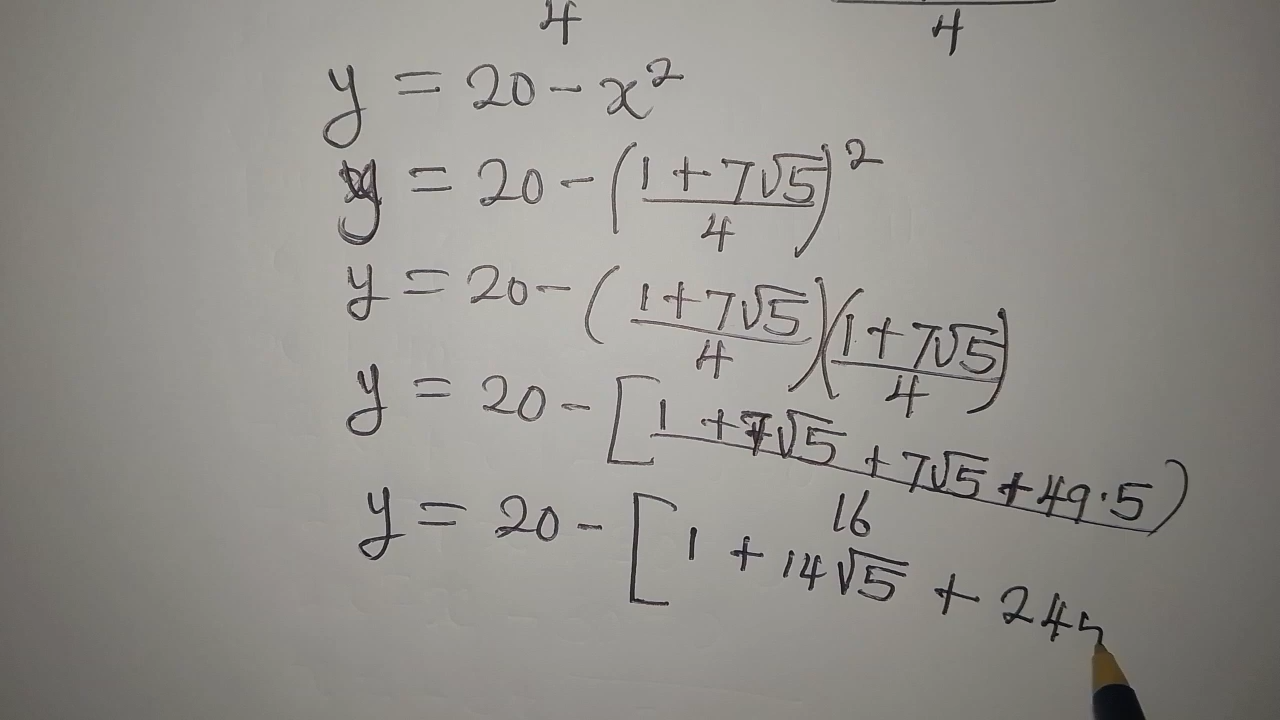 4 4
y = 20 - x²
y = 20 - (1 + 7√5 / 4)²
y = 20 - (1 + 7√5 / 4)(1 + 7√5 / 4)
y = 20 - [1 + 7√5 + 7√5 + 49·5 / 16)
y = 20 - [1 + 14√5 + 245